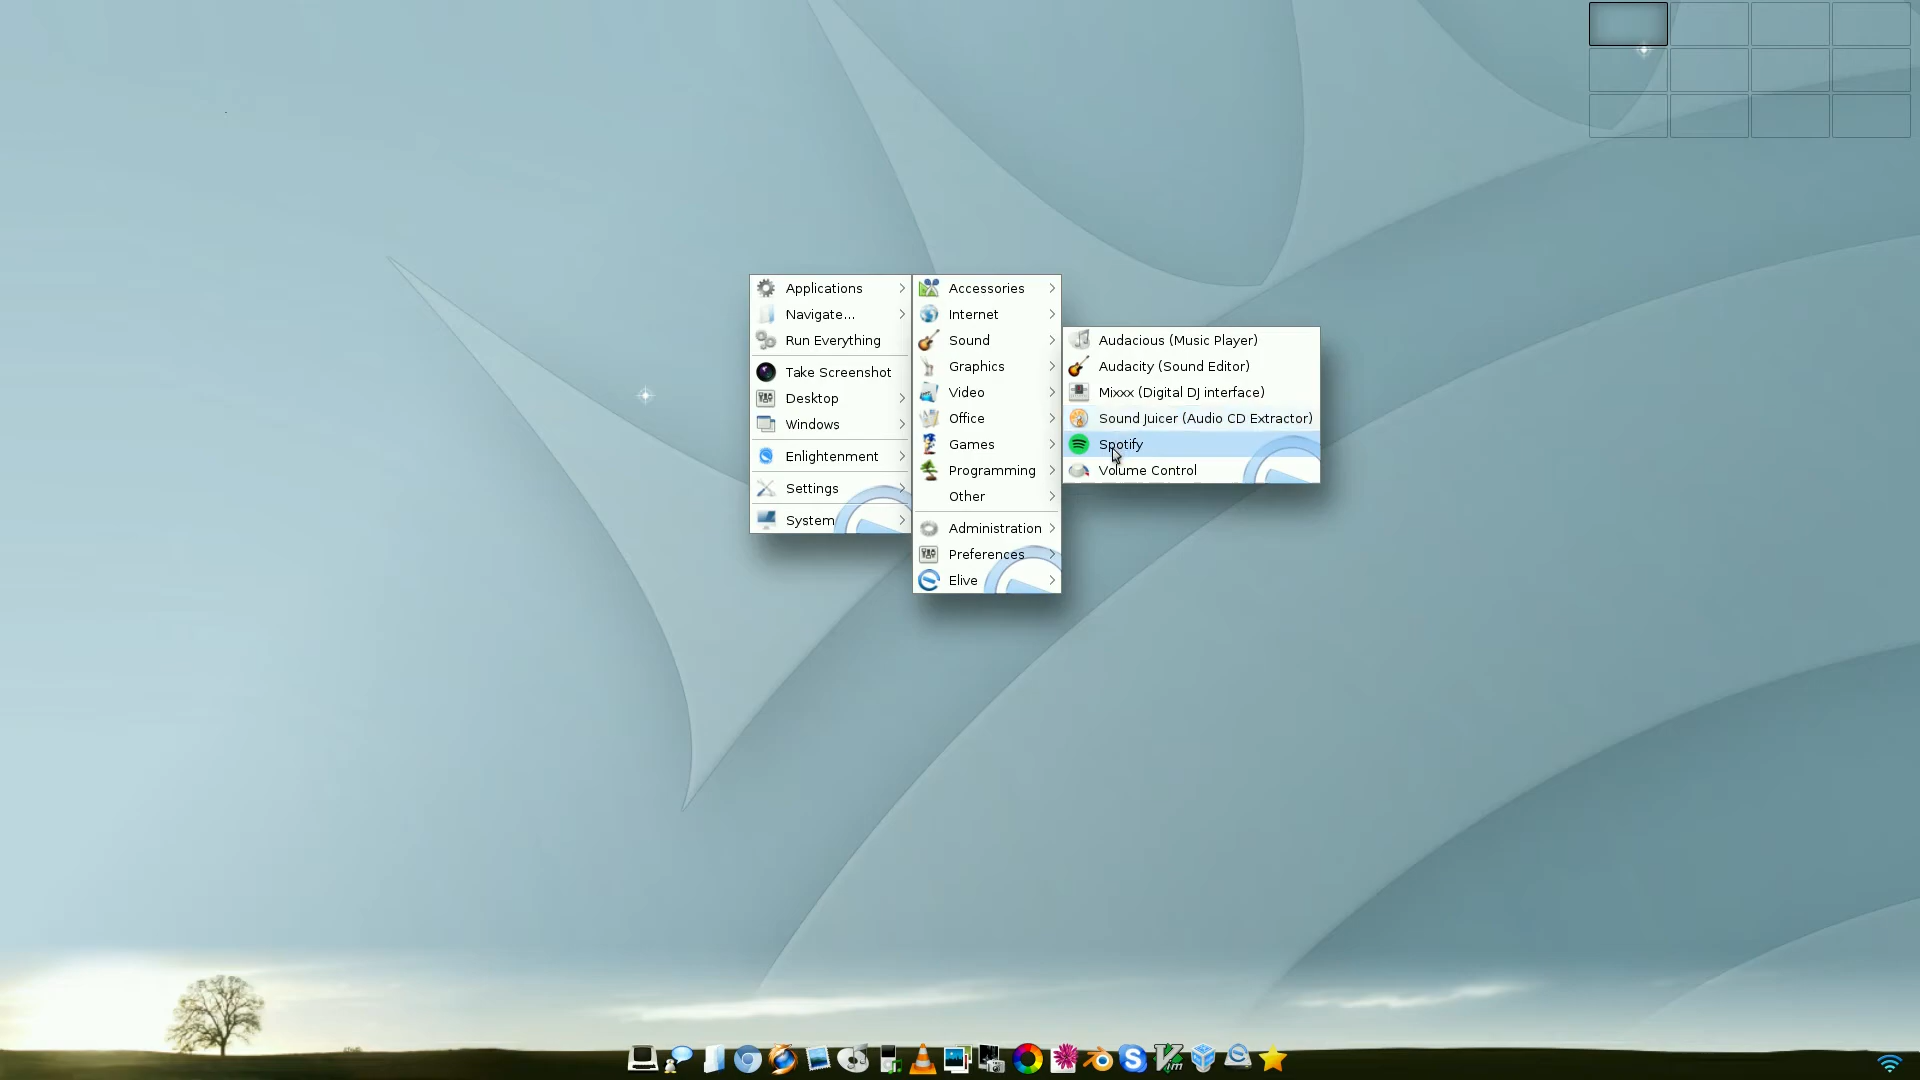 Applications
Navigate...
Run Everything
Take Screenshot
Desktop
Windows
Enlightenment
Settings
System
Accessories
Internet
Sound
Graphics
Video
Office
Games
Programming
Other
Administration
Preferences
Elive
Audacious (Music Player)
Audacity (Sound Editor)
Mixxx (Digital DJ interface)
Sound Juicer (Audio CD Extractor)
Spotify
Volume Control
Vim